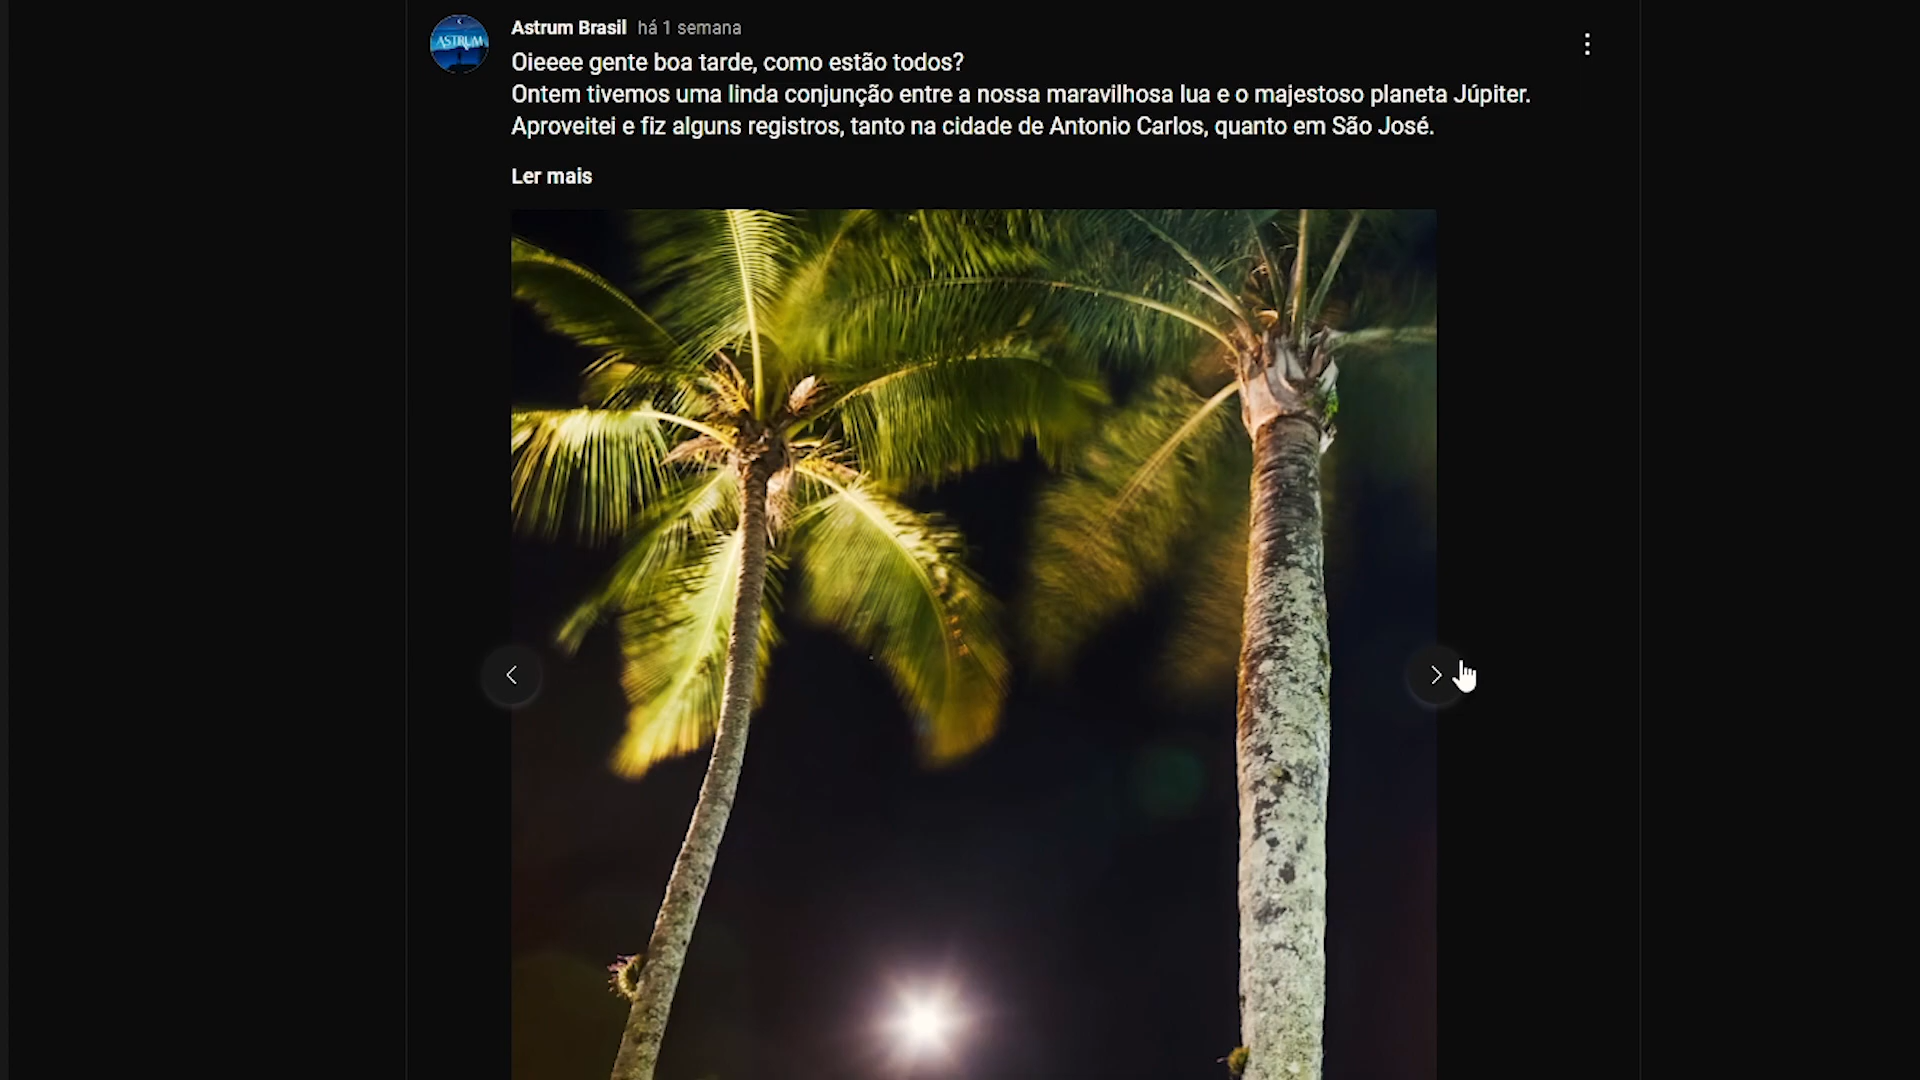 ASTRUM
Astrum Brasil há 1 semana
Oieeee gente boa tarde, como estão todos?
Ontem tivemos uma linda conjunção entre a nossa maravilhosa lua e o majestoso planeta Júpiter.
Aproveitei e fiz alguns registros, tanto na cidade de Antonio Carlos, quanto em São José.
Ler mais